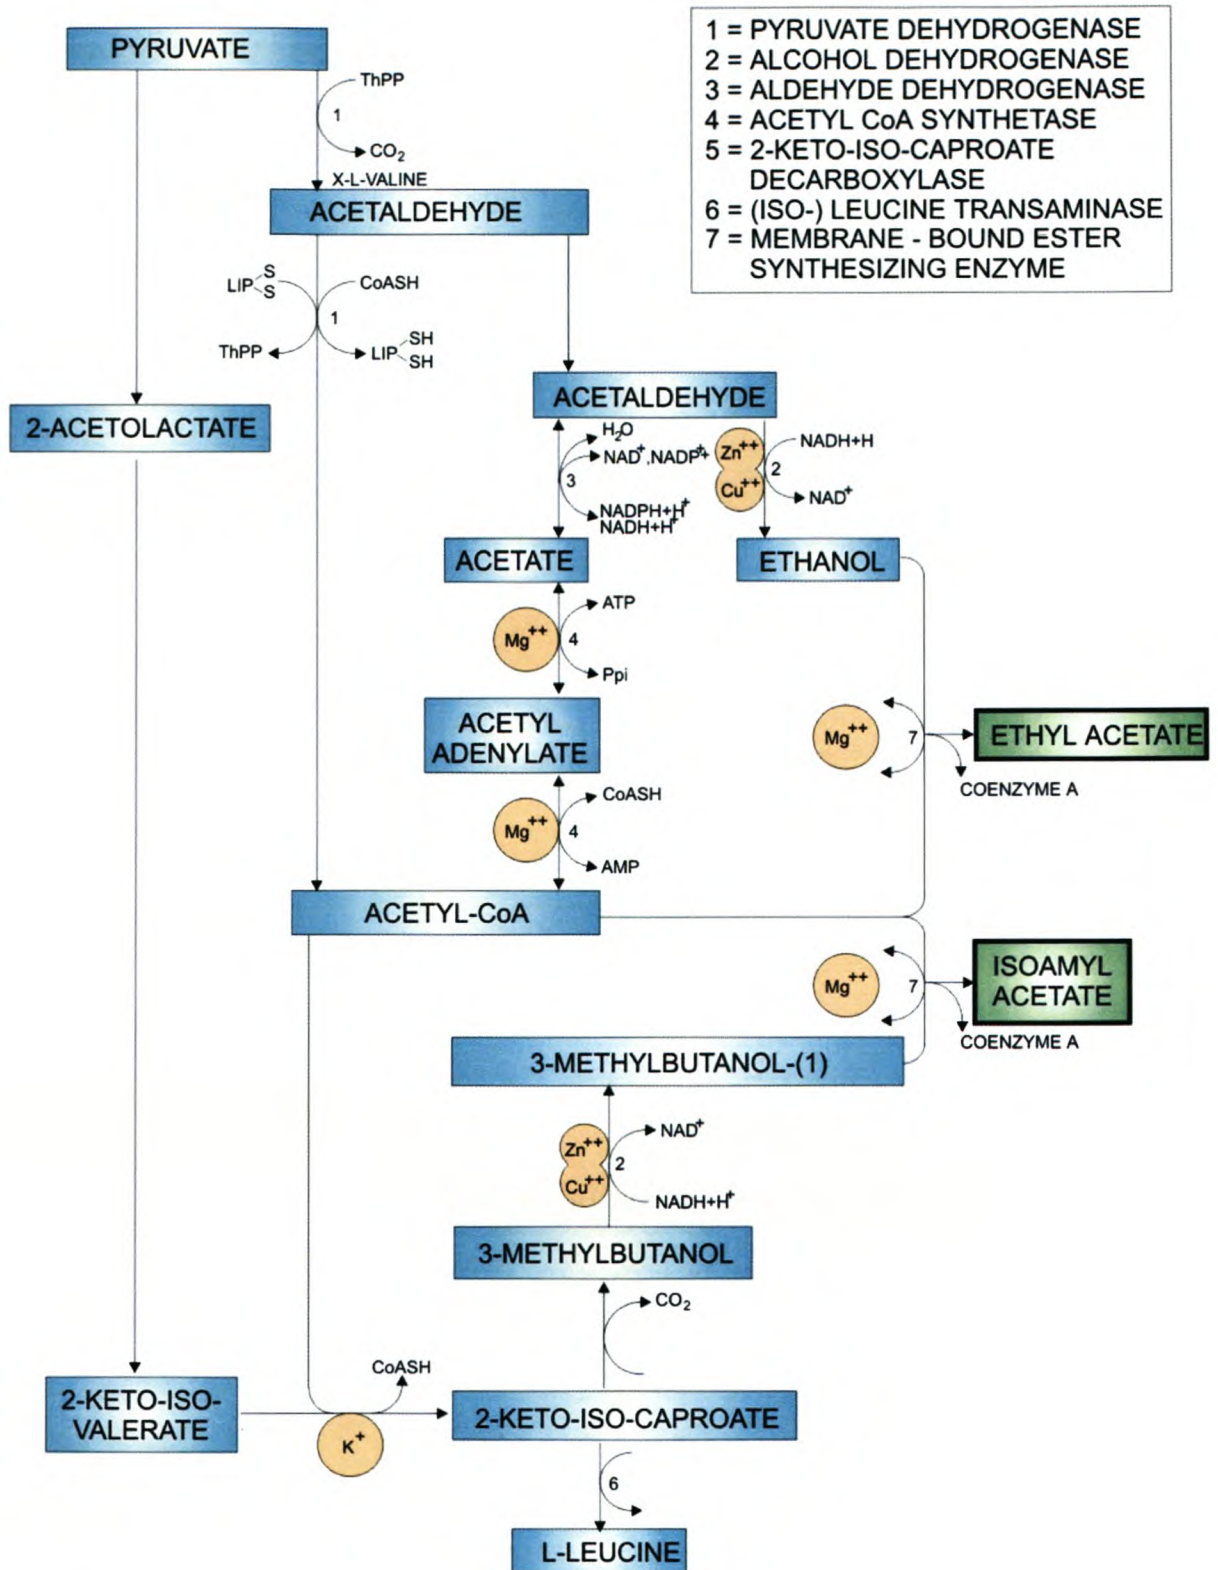 1 = PYRUVATE DEHYDROGENASE
2 = ALCOHOL DEHYDROGENASE
3 = ALDEHYDE DEHYDROGENASE
4 = ACETYL CoA SYNTHETASE
5 = 2-KETO-ISO-CAPROATE
DECARBOXYLASE
6 = (ISO-) LEUCINE TRANSAMINASE
7 = MEMBRANE - BOUND ESTER
SYNTHESIZING ENZYME
PYRUVATE
ThPP
1
CO₂
X-L-VALINE
ACETALDEHYDE
LIP S S
CoASH
1
ThPP
LIP SH SH
ACETALDEHYDE
2-ACETOLACTATE
H₂O
NAD⁺,NADP⁺+
3
NADPH+H⁺
NADH+H⁺
Zn⁺⁺
Cu⁺⁺
NADH+H
2
NAD⁺
ACETATE
ETHANOL
Mg⁺⁺
4
ATP
Ppi
ACETYL
ADENYLATE
Mg⁺⁺
7
ETHYL ACETATE
COENZYME A
Mg⁺⁺
4
CoASH
AMP
ACETYL-CoA
Mg⁺⁺
7
ISOAMYL
ACETATE
COENZYME A
3-METHYLBUTANOL-(1)
Zn⁺⁺
Cu⁺⁺
2
NAD⁺
NADH+H⁺
3-METHYLBUTANOL
CO₂
2-KETO-ISO-
VALERATE
CoASH
K⁺
2-KETO-ISO-CAPROATE
6
L-LEUCINE